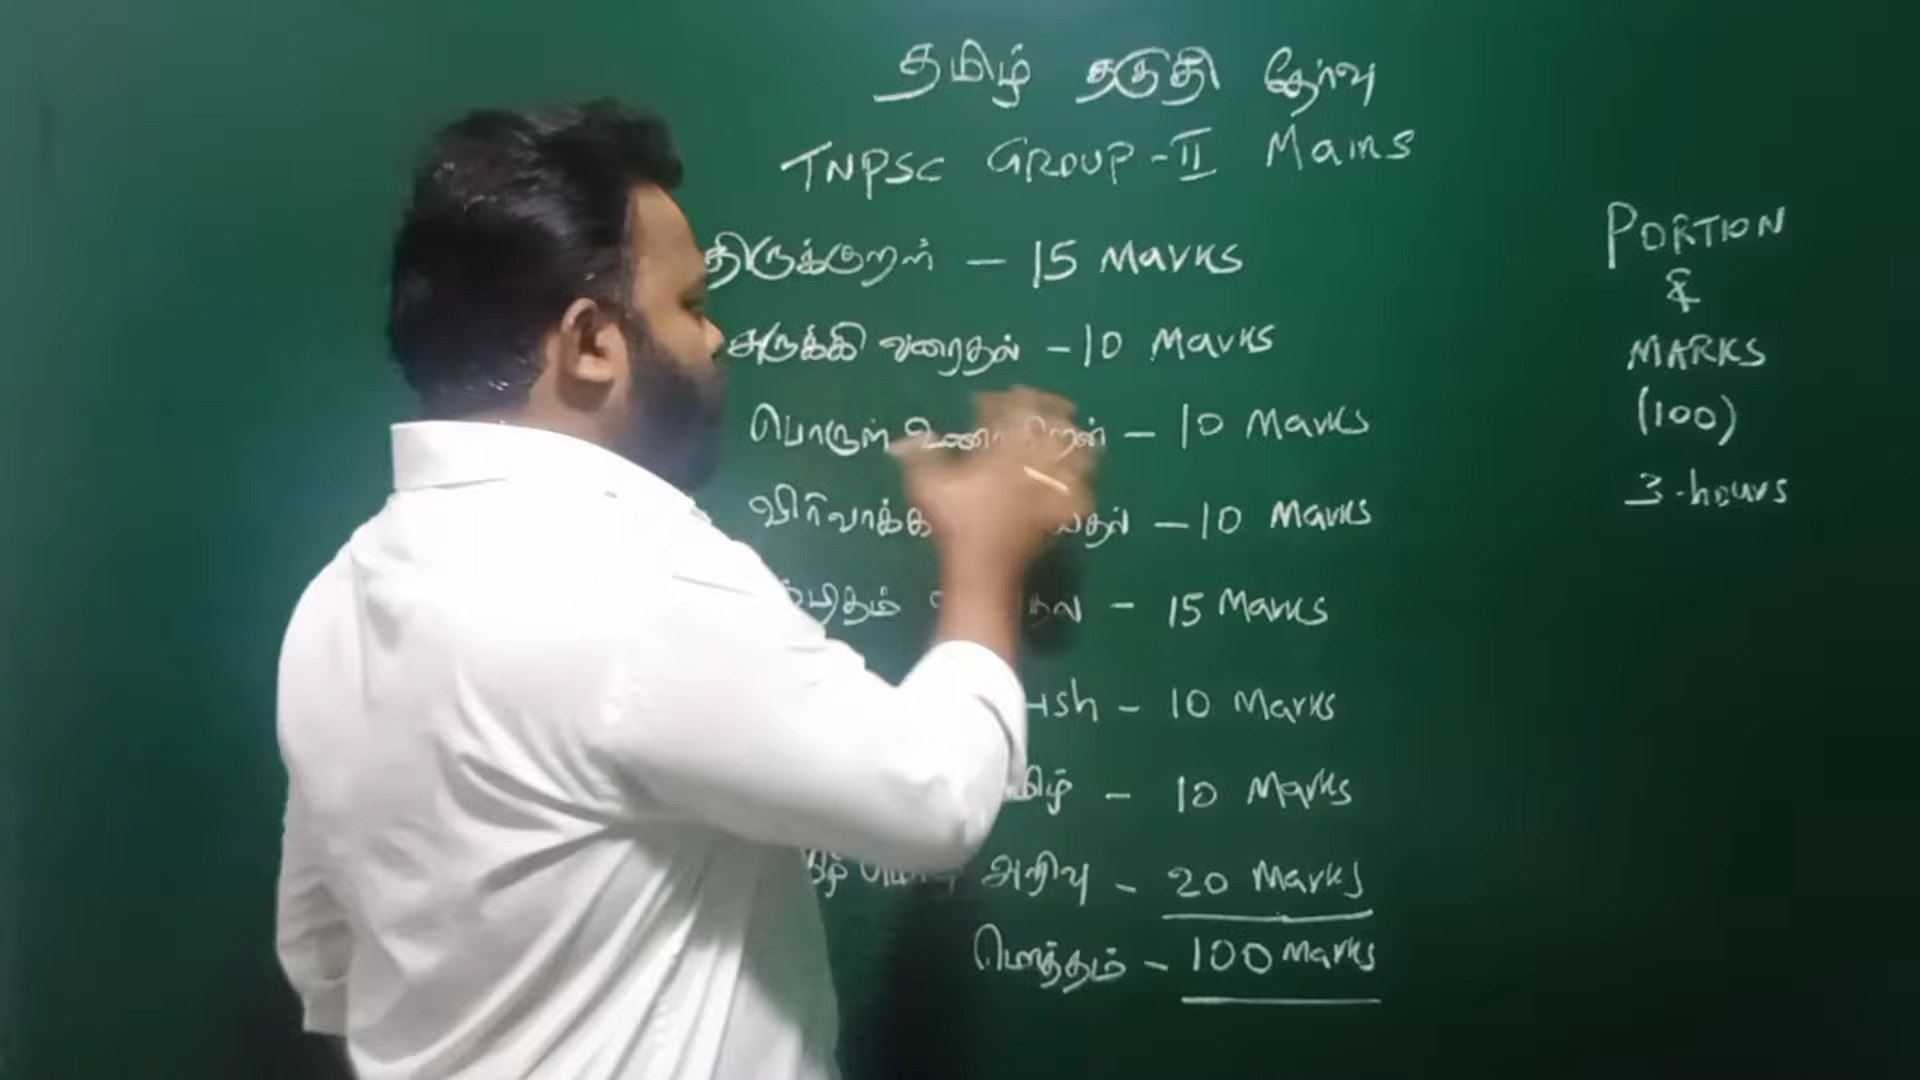 தமிழ் தகுதி தேர்வு
TNPSC GROUP-II Mains
திருக்குறள் – 15 Marks
சுருக்கி வரைதல் – 10 Marks
பொருள் – 10 Marks
– 10 Marks
– 15 Marks
– 10 Marks
– 10 Marks
அறிவு – 20 Marks
மொத்தம் – 100 Marks
PORTION
&
MARKS
(100)
3-hours